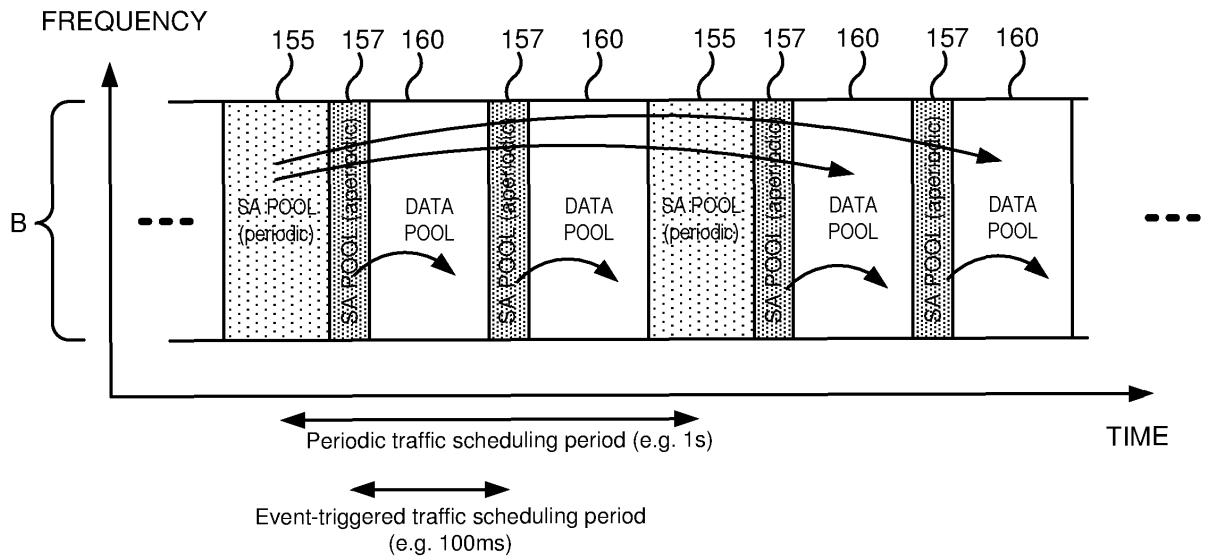 FREQUENCY
155 157 160 157 160 155 157 160 157 160
B
SA POOL
(periodic)
SA POOL (aperiodic)
DATA
POOL
SA POOL (aperiodic)
DATA
POOL
SA POOL
(periodic)
SA POOL (aperiodic)
DATA
POOL
SA POOL (aperiodic)
DATA
POOL
Periodic traffic scheduling period (e.g. 1s)
TIME
Event-triggered traffic scheduling period
(e.g. 100ms)